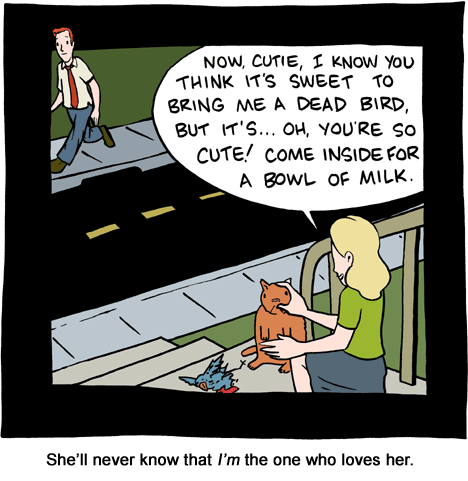 NOW, CUTIE, I KNOW YOU
THINK IT'S SWEET TO
BRING ME A DEAD BIRD,
BUT IT'S... OH, YOU'RE SO
CUTE! COME INSIDE FOR
A BOWL OF MILK.
She'll never know that I'm the one who loves her.